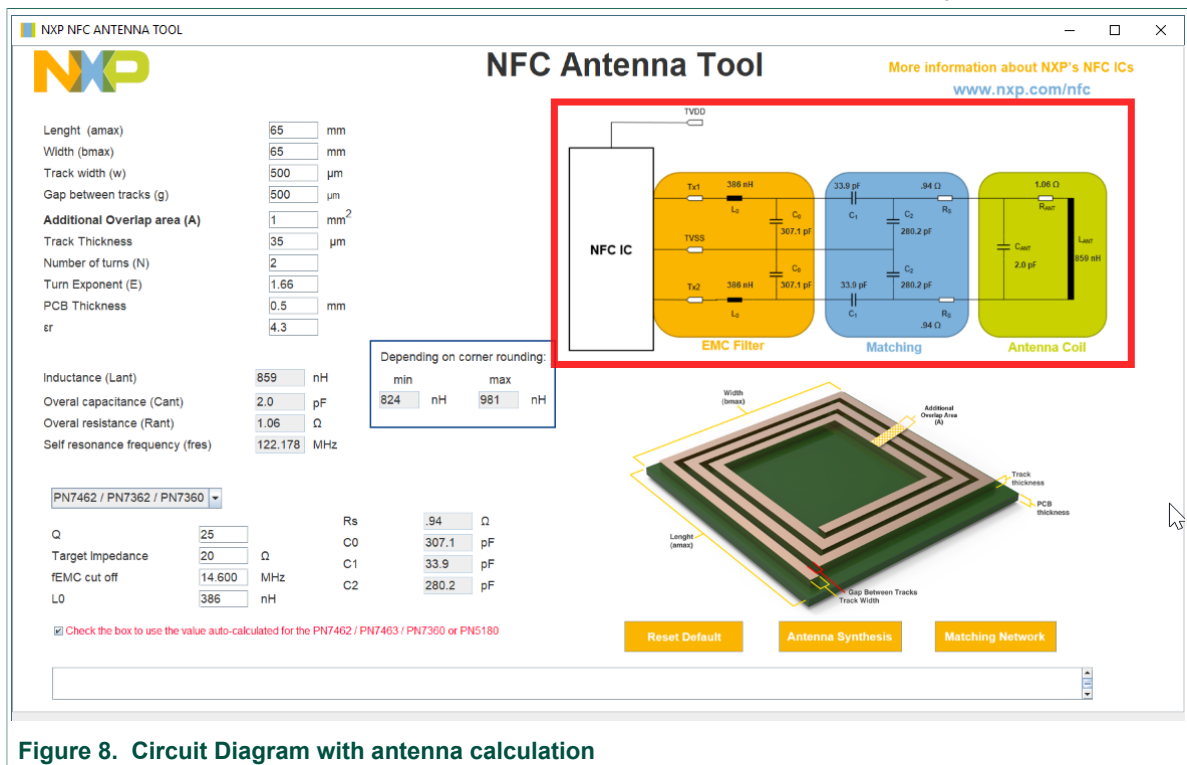 NXP NFC ANTENNA TOOL
NXP
NFC Antenna Tool
More information about NXP's NFC ICs
www.nxp.com/nfc
Lenght (amax) 65 mm
Width (bmax) 65 mm
Track width (w) 500 µm
Gap between tracks (g) 500 µm
Additional Overlap area (A) 1 mm2
Track Thickness 35 µm
Number of turns (N) 2
Turn Exponent (E) 1.66
PCB Thickness 0.5 mm
εr 4.3
TVDD
NFC IC
Tx1 386 nH
L0
C0
307.1 pF
TVSS
C0
Tx2 386 nH 307.1 pF
L0
EMC Filter
33.9 pF .94 Ω
C1 C2 RS
280.2 pF
C2
33.9 pF 280.2 pF
C1 RS
.94 Ω
Matching
1.06 Ω
RANT
CANT
2.0 pF
LANT
859 nH
Antenna Coil
Inductance (Lant) 859 nH
Overal capacitance (Cant) 2.0 pF
Overal resistance (Rant) 1.06 Ω
Self resonance frequency (fres) 122.178 MHz
Depending on corner rounding:
min max
824 nH 981 nH
Width
(bmax)
Additional
Overlap Area
(A)
Track
thickness
PCB
thickness
Lenght
(amax)
Gap Between Tracks
Track Width
PN7462 / PN7362 / PN7360
Q 25
Target Impedance 20 Ω
fEMC cut off 14.600 MHz
L0 386 nH
Rs .94 Ω
C0 307.1 pF
C1 33.9 pF
C2 280.2 pF
Check the box to use the value auto-calculated for the PN7462 / PN7463 / PN7360 or PN5180
Reset Default
Antenna Synthesis
Matching Network
Figure 8. Circuit Diagram with antenna calculation